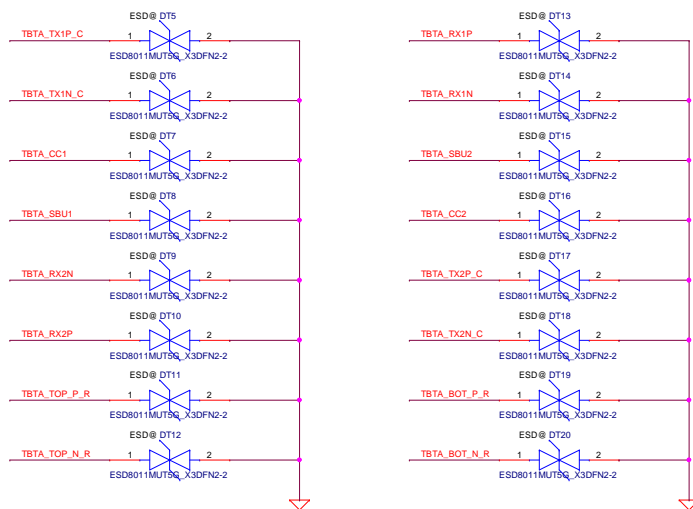 ESD@ DT5
TBTA_TX1P_C 1 2
ESD8011MUT5G_X3DFN2-2
ESD@ DT6
TBTA_TX1N_C 1 2
ESD8011MUT5G_X3DFN2-2
ESD@ DT7
TBTA_CC1 1 2
ESD8011MUT5G_X3DFN2-2
ESD@ DT8
TBTA_SBU1 1 2
ESD8011MUT5G_X3DFN2-2
ESD@ DT9
TBTA_RX2N 1 2
ESD8011MUT5G_X3DFN2-2
ESD@ DT10
TBTA_RX2P 1 2
ESD8011MUT5G_X3DFN2-2
ESD@ DT11
TBTA_TOP_P_R 1 2
ESD8011MUT5G_X3DFN2-2
ESD@ DT12
TBTA_TOP_N_R 1 2
ESD8011MUT5G_X3DFN2-2
ESD@ DT13
TBTA_RX1P 1 2
ESD8011MUT5G_X3DFN2-2
ESD@ DT14
TBTA_RX1N 1 2
ESD8011MUT5G_X3DFN2-2
ESD@ DT15
TBTA_SBU2 1 2
ESD8011MUT5G_X3DFN2-2
ESD@ DT16
TBTA_CC2 1 2
ESD8011MUT5G_X3DFN2-2
ESD@ DT17
TBTA_TX2P_C 1 2
ESD8011MUT5G_X3DFN2-2
ESD@ DT18
TBTA_TX2N_C 1 2
ESD8011MUT5G_X3DFN2-2
ESD@ DT19
TBTA_BOT_P_R 1 2
ESD8011MUT5G_X3DFN2-2
ESD@ DT20
TBTA_BOT_N_R 1 2
ESD8011MUT5G_X3DFN2-2